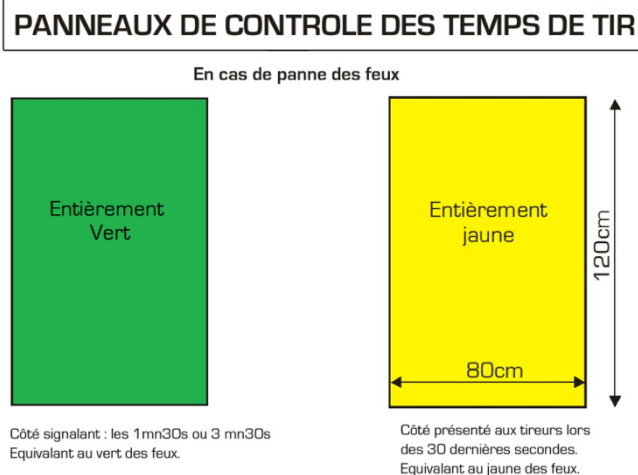 PANNEAUX DE CONTROLE DES TEMPS DE TIR
En cas de panne des feux
Entièrement
Vert
Entièrement
jaune
120cm
80cm
Côté signalant : les 1mn30s ou 3 mn30s
Equivalant au vert des feux.
Côté présenté aux tireurs lors
des 30 dernières secondes.
Equivalant au jaune des feux.